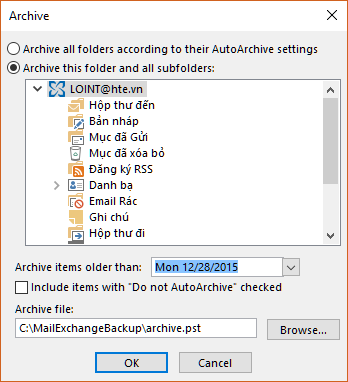 Archive
Archive all folders according to their AutoArchive settings
Archive this folder and all subfolders:
LOINT@hte.vn
Hộp thư đến
Bản nháp
Mục đã Gửi
Mục đã xóa bỏ
Đăng ký RSS
Danh bạ
Email Rác
Ghi chú
Hộp thư đi
Archive items older than: Mon 12/28/2015
Include items with "Do not AutoArchive" checked
Archive file:
C:\MailExchangeBackup\archive.pst Browse...
OK Cancel